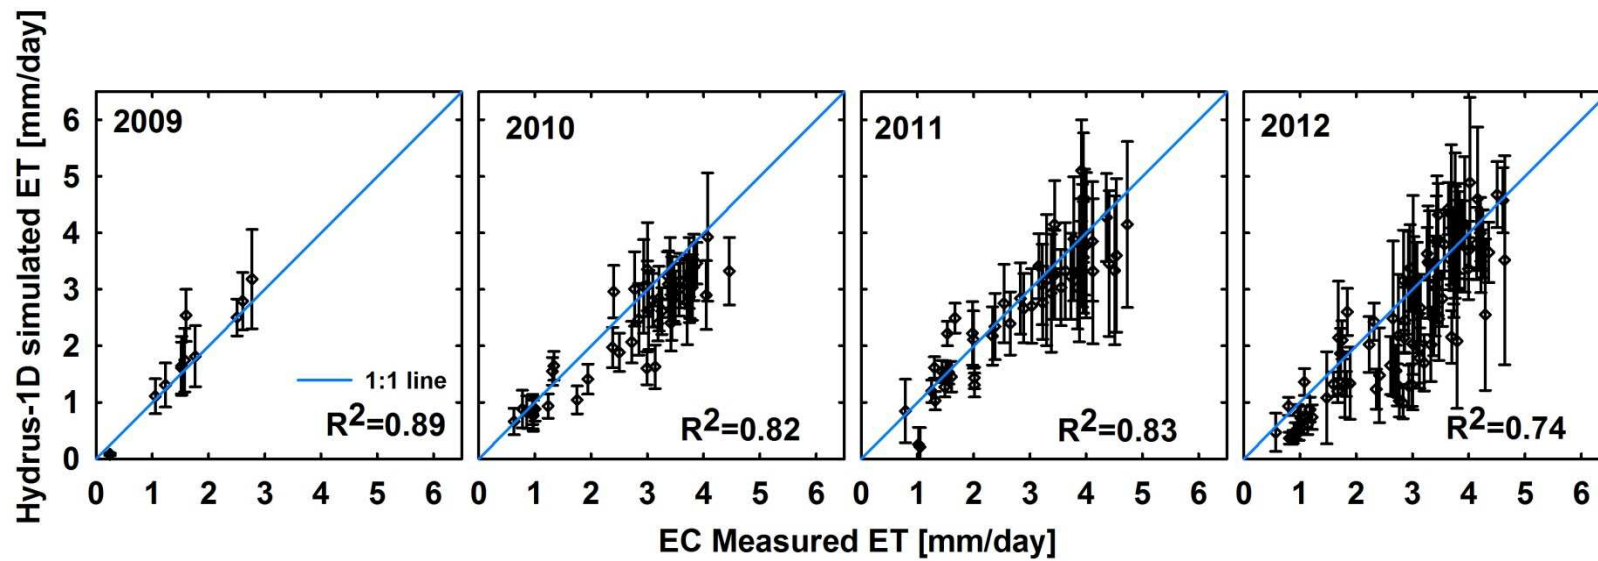 Hydrus-1D simulated ET [mm/day]
6
5
4
3
2
1
0
2009
1:1 line
R²=0.89
2010
R²=0.82
2011
R²=0.83
2012
R²=0.74
0 1 2 3 4 5 6
0 1 2 3 4 5 6
0 1 2 3 4 5 6
0 1 2 3 4 5 6
EC Measured ET [mm/day]